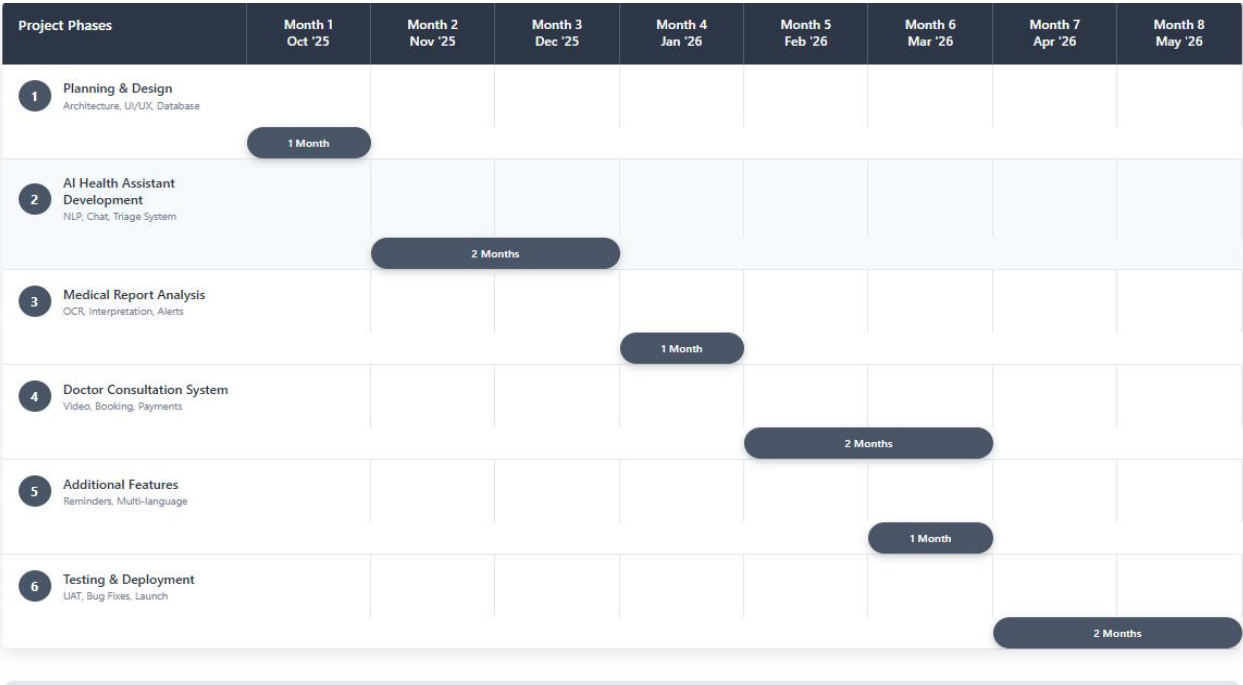 Project Phases
Month 1
Oct '25
Month 2
Nov '25
Month 3
Dec '25
Month 4
Jan '26
Month 5
Feb '26
Month 6
Mar '26
Month 7
Apr '26
Month 8
May '26
1
Planning & Design
Architecture, UI/UX, Database
1 Month
2
AI Health Assistant
Development
NLP, Chat, Triage System
2 Months
3
Medical Report Analysis
OCR, Interpretation, Alerts
1 Month
4
Doctor Consultation System
Video, Booking, Payments
2 Months
5
Additional Features
Reminders, Multi-language
1 Month
6
Testing & Deployment
UAT, Bug Fixes, Launch
2 Months